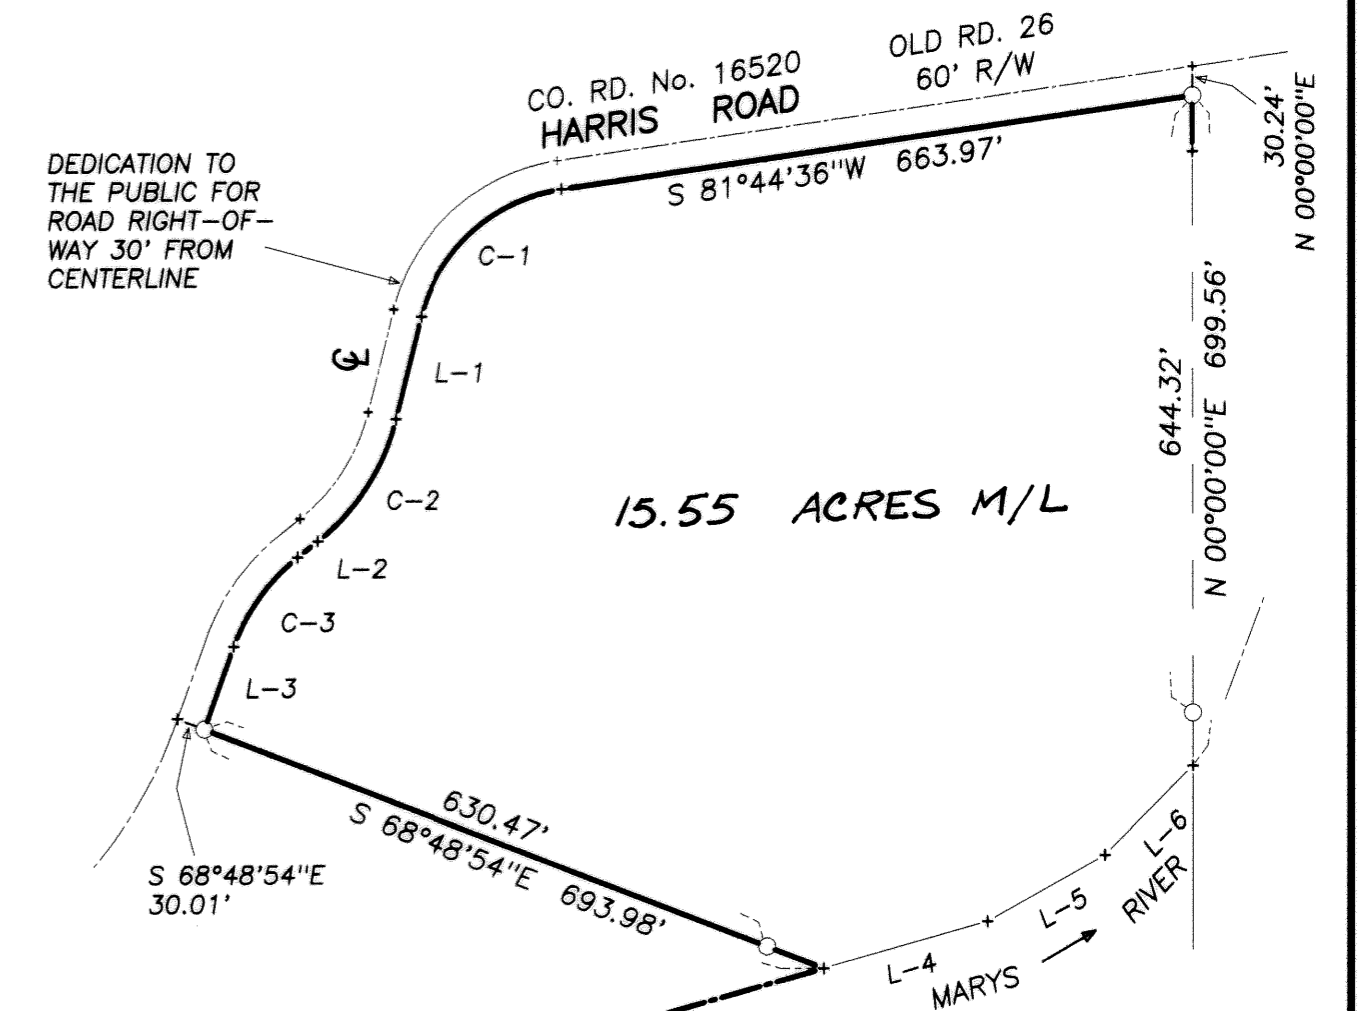 OLD RD. 26
60' R/W
CO. RD. No. 16520
HARRIS ROAD
30.24'
N 00°00'00"E
DEDICATION TO
THE PUBLIC FOR
ROAD RIGHT-OF-
WAY 30' FROM
CENTERLINE
S 81°44'36"W 663.97'
C-1
L-1
644.32'
N 00°00'00"E 699.56'
C-2
15.55 ACRES M/L
L-2
C-3
L-3
630.47'
S 68°48'54"E 693.98'
S 68°48'54"E
30.01'
L-6
L-5
L-4
MARYS RIVER